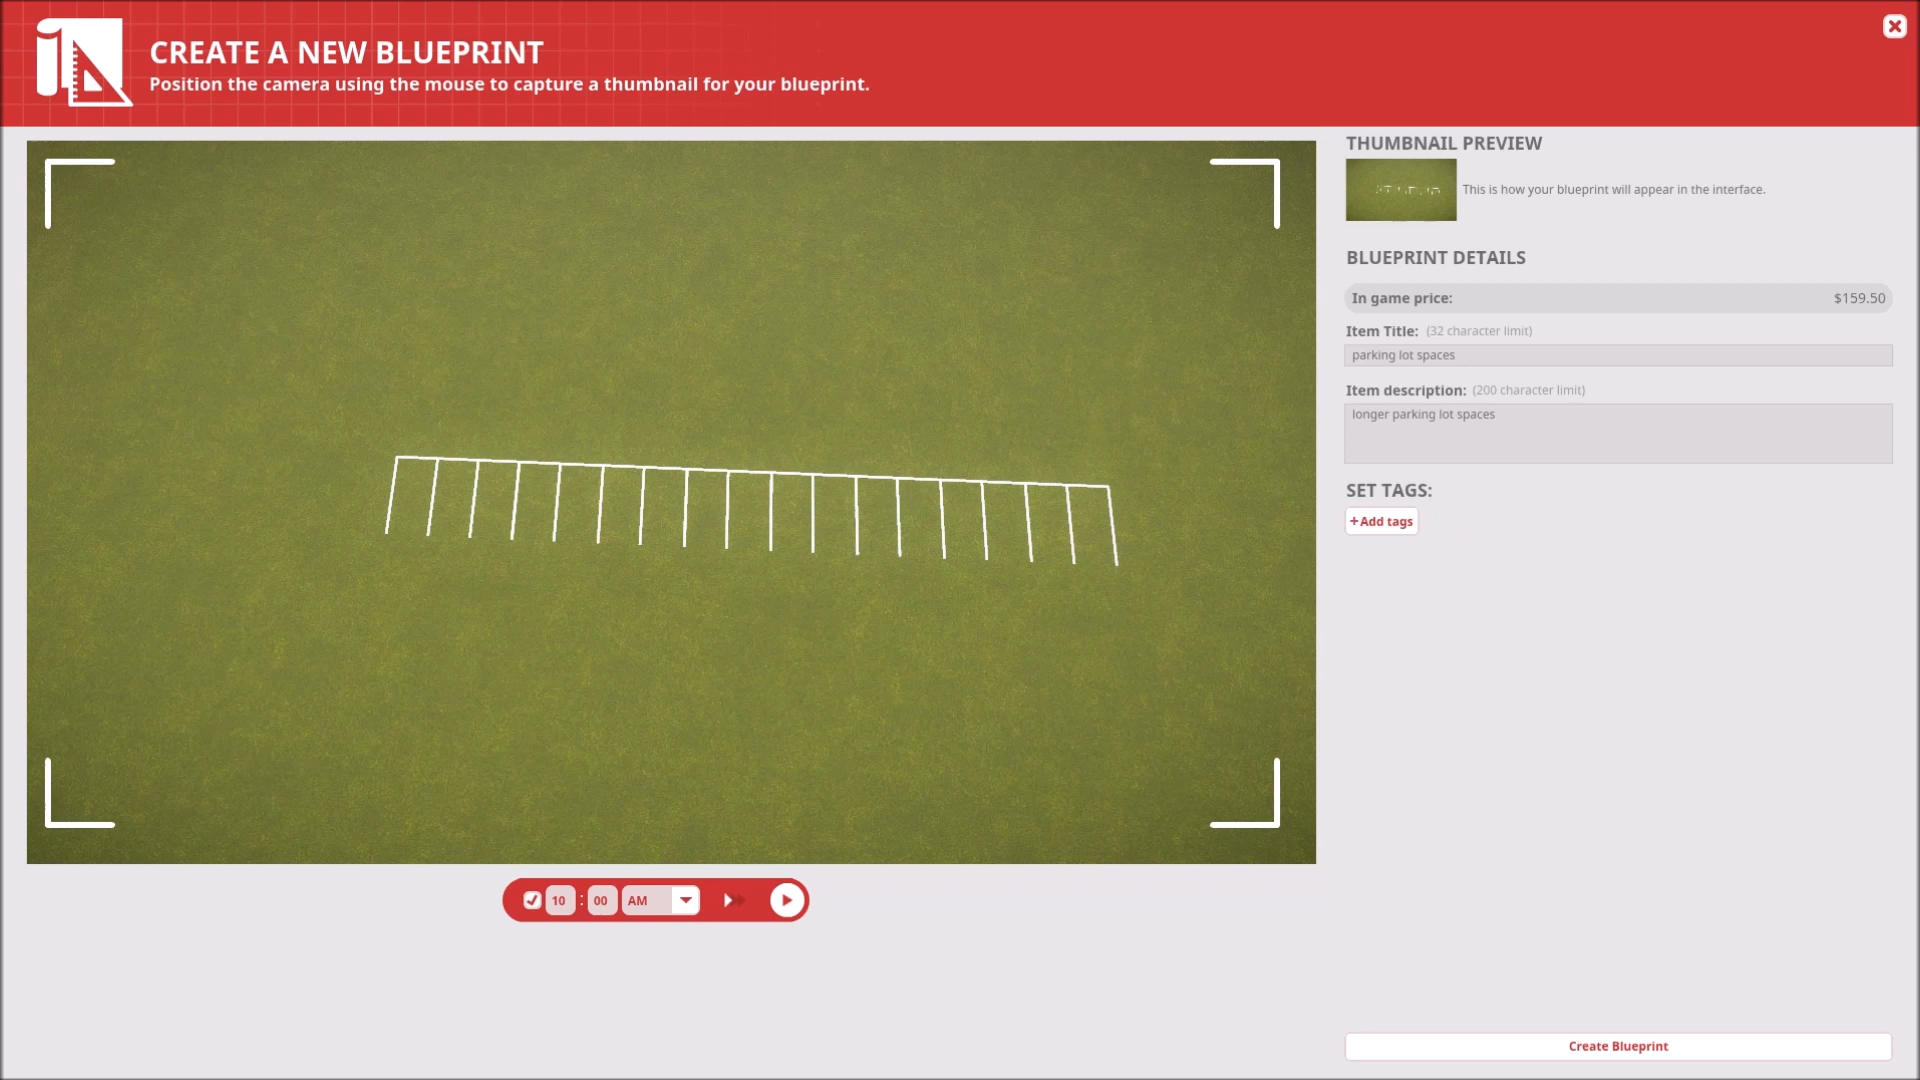 CREATE A NEW BLUEPRINT
Position the camera using the mouse to capture a thumbnail for your blueprint.
THUMBNAIL PREVIEW
This is how your blueprint will appear in the interface.
BLUEPRINT DETAILS
In game price: $159.50
Item Title: (32 character limit)
parking lot spaces
Item description: (200 character limit)
longer parking lot spaces
SET TAGS:
+Add tags
10 : 00 AM
Create Blueprint